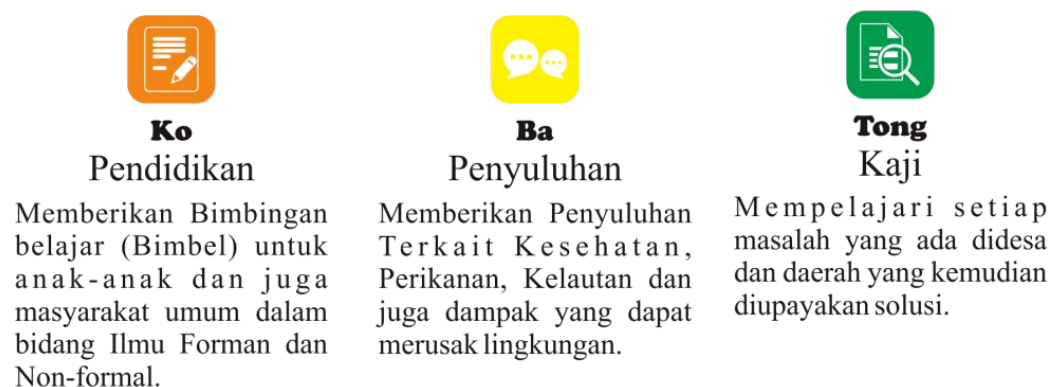 Ko
Pendidikan
Memberikan Bimbingan
belajar (Bimbel) untuk
anak-anak dan juga
masyarakat umum dalam
bidang Ilmu Forman dan
Non-formal.
Ba
Penyuluhan
Memberikan Penyuluhan
Terkait Kesehatan,
Perikanan, Kelautan dan
juga dampak yang dapat
merusak lingkungan.
Tong
Kaji
Mempelajari setiap
masalah yang ada didesa
dan daerah yang kemudian
diupayakan solusi.